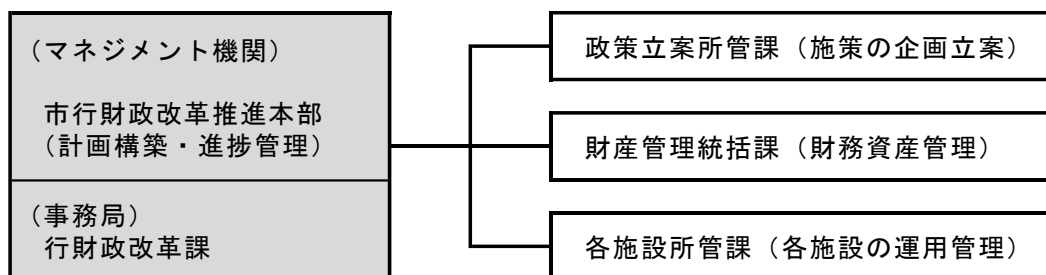 （マネジメント機関）
市行財政改革推進本部
（計画構築・進捗管理）
（事務局）
行財政改革課
政策立案所管課（施策の企画立案）
財産管理統括課（財務資産管理）
各施設所管課（各施設の運用管理）